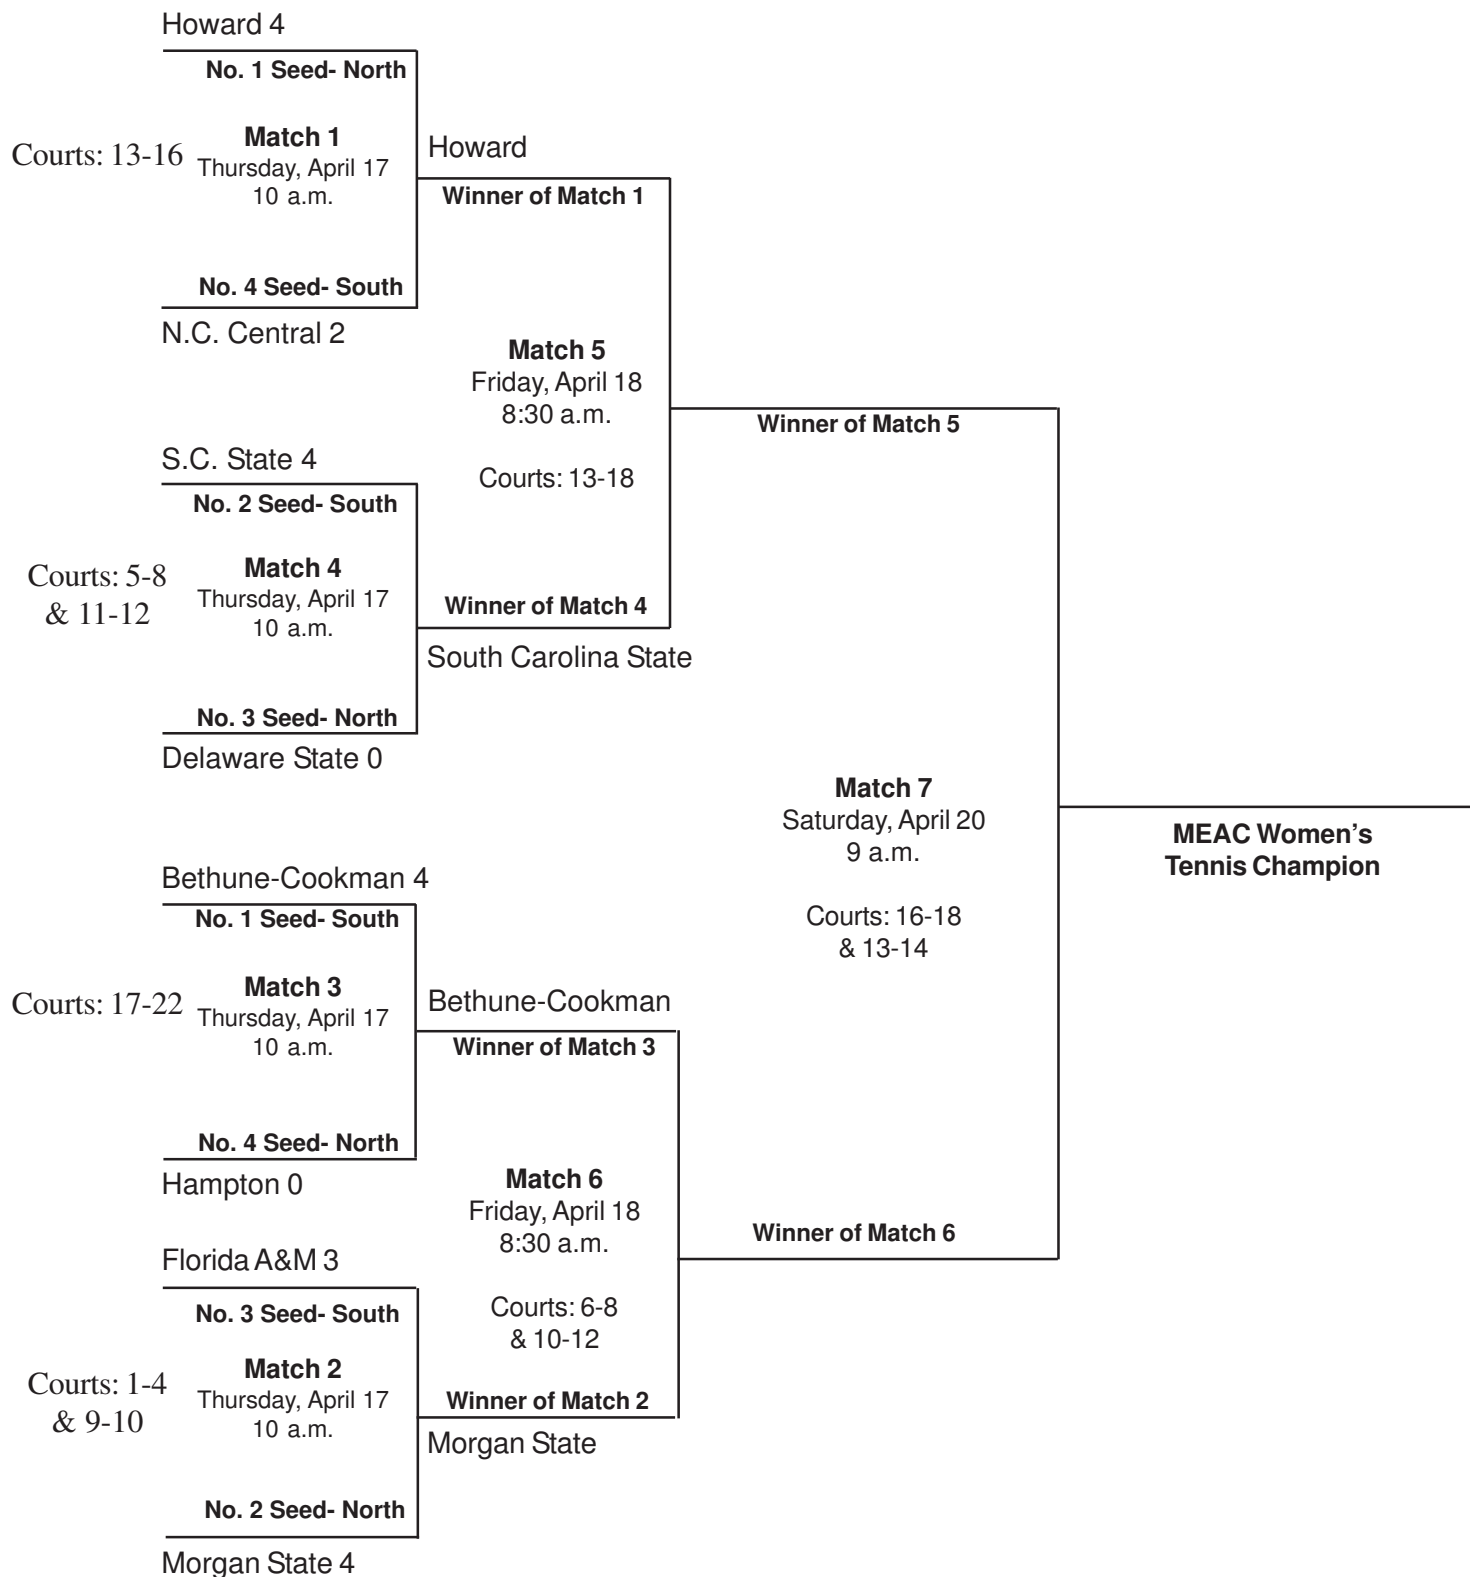 Howard 4
No. 1 Seed- North
Match 1
Courts: 13-16
Thursday, April 17
10 a.m.
Howard
Winner of Match 1
No. 4 Seed- South
N.C. Central 2
Match 5
Friday, April 18
8:30 a.m.
Courts: 13-18
Winner of Match 5
S.C. State 4
No. 2 Seed- South
Match 4
Courts: 5-8
& 11-12
Thursday, April 17
10 a.m.
Winner of Match 4
South Carolina State
No. 3 Seed- North
Delaware State 0
Match 7
Saturday, April 20
9 a.m.
Courts: 16-18
& 13-14
MEAC Women's
Tennis Champion
Bethune-Cookman 4
No. 1 Seed- South
Match 3
Courts: 17-22
Thursday, April 17
10 a.m.
Bethune-Cookman
Winner of Match 3
No. 4 Seed- North
Hampton 0
Match 6
Friday, April 18
8:30 a.m.
Courts: 6-8
& 10-12
Winner of Match 6
Florida A&M 3
No. 3 Seed- South
Match 2
Courts: 1-4
& 9-10
Thursday, April 17
10 a.m.
Winner of Match 2
Morgan State
No. 2 Seed- North
Morgan State 4